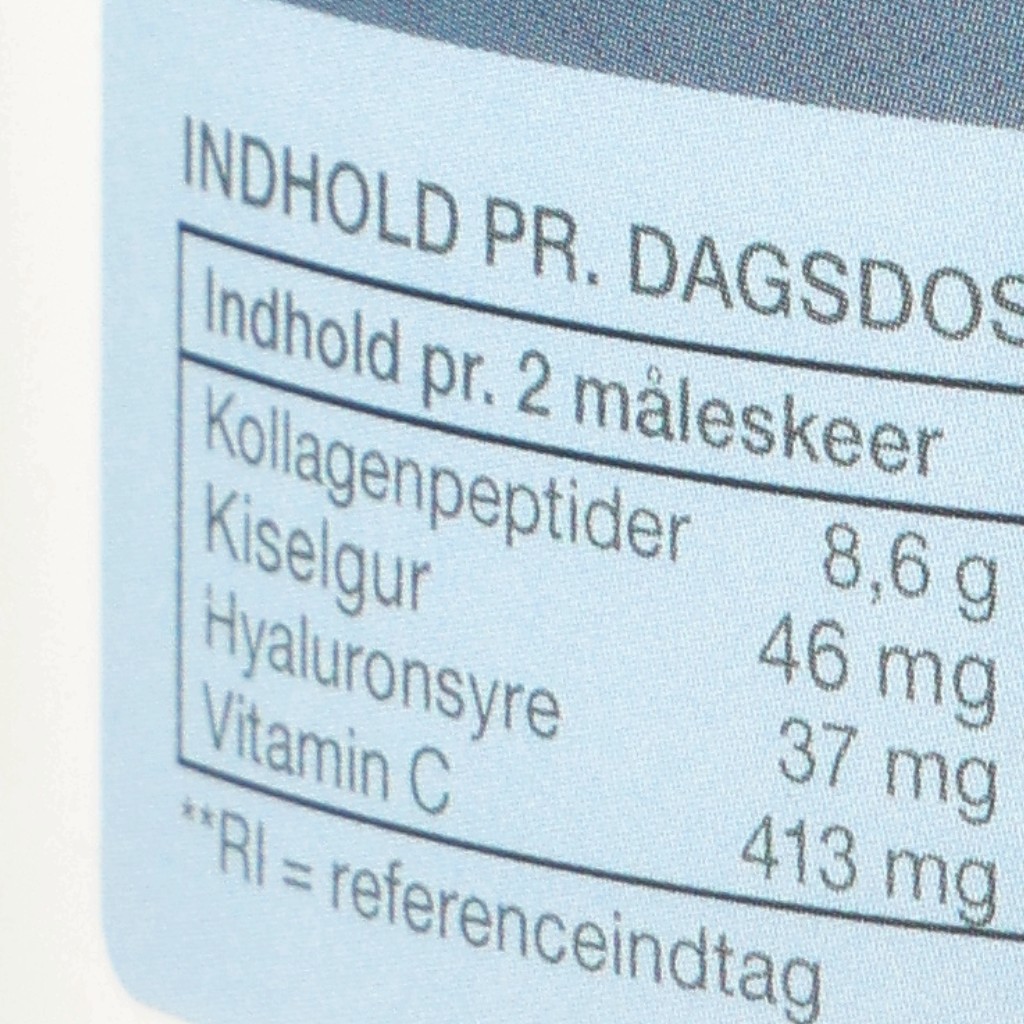 INDHOLD PR. DAGSDOS
Indhold pr. 2 måleskeer
Kollagenpeptider 8,6 g
Kiselgur 46 mg
Hyaluronsyre 37 mg
Vitamin C 413 mg
**RI = referenceindtag